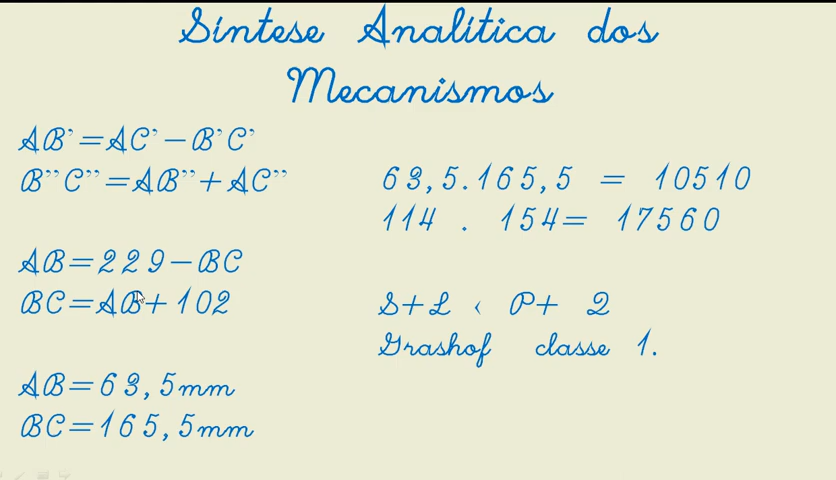 Síntese Analítica dos
Mecanismos
AB'=AC'-B'C'
B''C''=AB''+AC''
AB=229-BC
BC=AB+102
AB=63,5mm
BC=165,5mm
63,5.165,5 = 10510
114 . 154= 17560
S+L < P+ Q
Grashof classe 1.